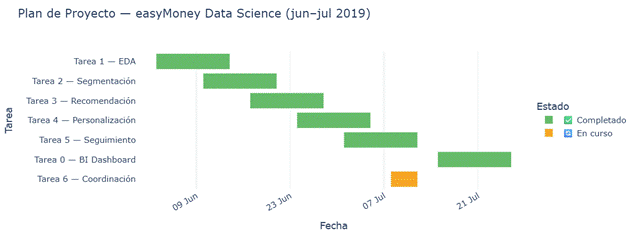 Plan de Proyecto — easyMoney Data Science (jun–jul 2019)
Tarea 1 — EDA
Tarea 2 — Segmentación
Tarea 3 — Recomendación
Tarea 4 — Personalización
Tarea 5 — Seguimiento
Tarea 0 — BI Dashboard
Tarea 6 — Coordinación
Tarea
Estado
✅ Completado
🔄 En curso
09 Jun
23 Jun
07 Jul
21 Jul
Fecha